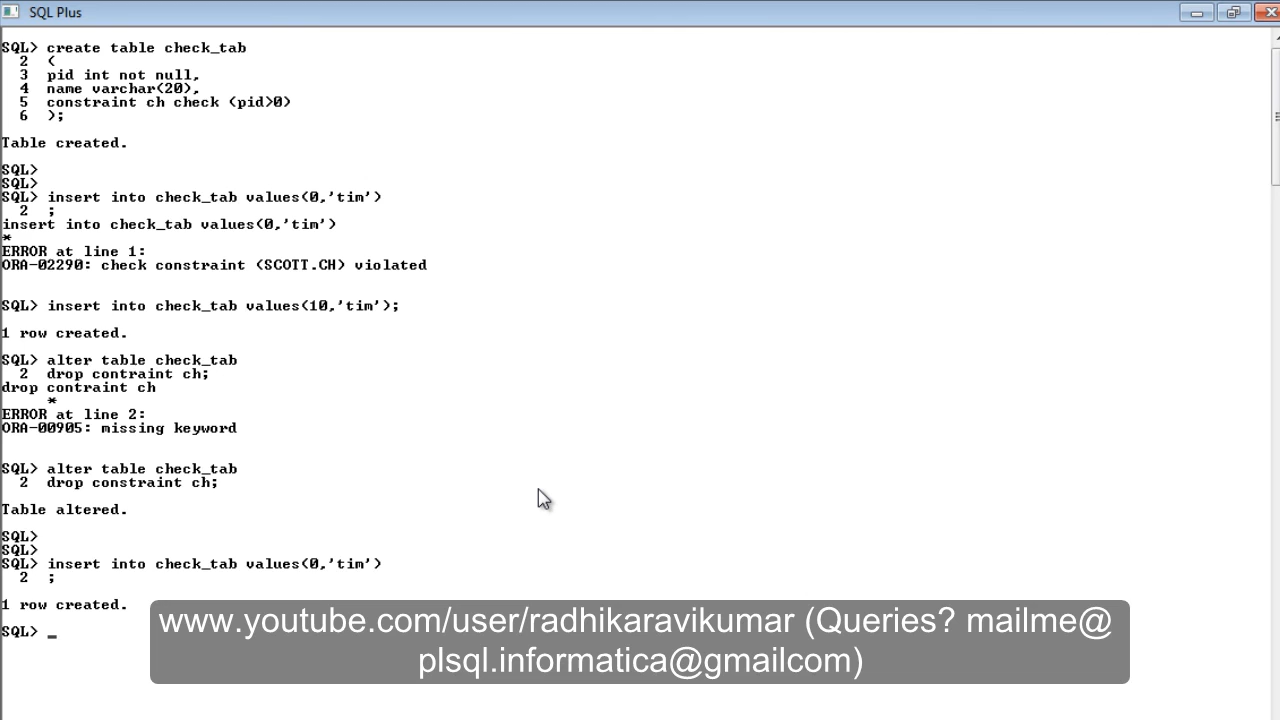 SQL Plus
SQL> create table check_tab
2 (
3 pid int not null,
4 name varchar(20),
5 constraint ch check (pid>0)
6 );
Table created.
SQL>
SQL>
SQL> insert into check_tab values(0,'tim')
2 ;
insert into check_tab values(0,'tim')
*
ERROR at line 1:
ORA-02290: check constraint (SCOTT.CH) violated
SQL> insert into check_tab values(10,'tim');
1 row created.
SQL> alter table check_tab
2 drop contraint ch;
drop contraint ch
*
ERROR at line 2:
ORA-00905: missing keyword
SQL> alter table check_tab
2 drop constraint ch;
Table altered.
SQL>
SQL>
SQL> insert into check_tab values(0,'tim')
2 ;
1 row created.
SQL> _
www.youtube.com/user/radhikaravikumar (Queries? mailme@
plsql.informatica@gmailcom)